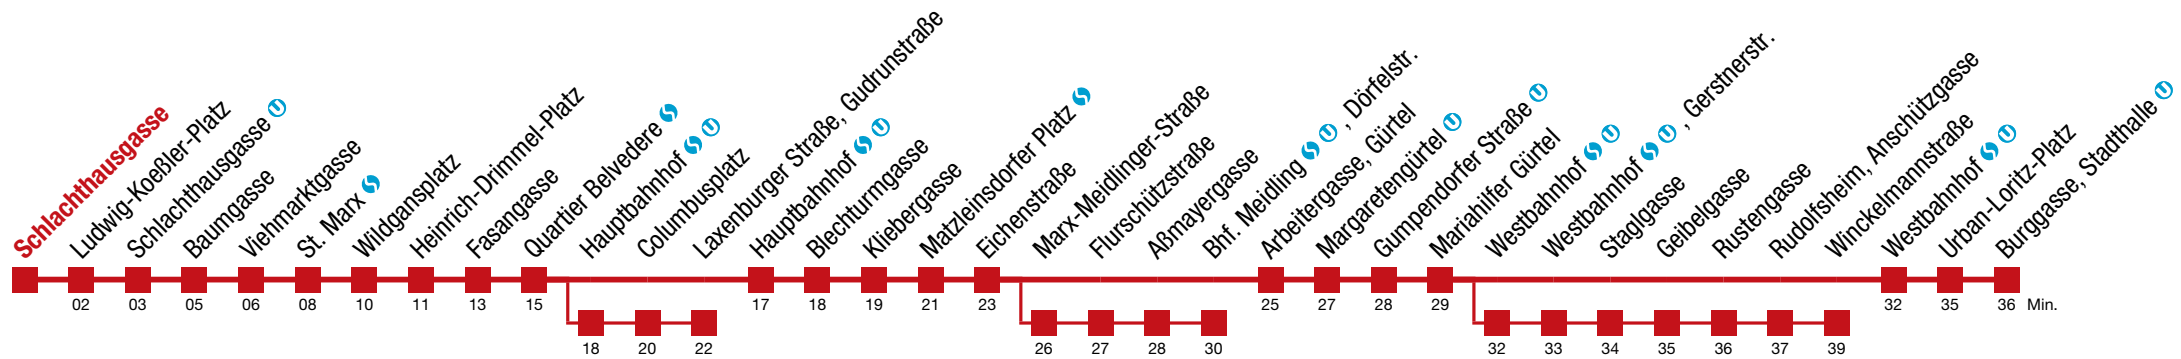 Schlachthausgasse
Ludwig-Koeßler-Platz
Schlachthausgasse U
Baumgasse
Viehmarktgasse
St. Marx S
Wildgansplatz
Heinrich-Drimmel-Platz
Fasangasse
Quartier Belvedere S
Hauptbahnhof S U
Columbusplatz
Laxenburger Straße, Gudrunstraße
Hauptbahnhof S U
Blechturmgasse
Kliebergasse
Matzleinsdorfer Platz S
Eichenstraße
Marx-Meidlinger-Straße
Flurschützstraße
Aßmayergasse
Bhf. Meidling S U , Dörfelstr.
Arbeitergasse, Gürtel
Margaretengürtel U
Gumpendorfer Straße U
Mariahilfer Gürtel
Westbahnhof S U
Westbahnhof S U , Gerstnerstr.
Staglgasse
Geibelgasse
Rustengasse
Rudolfsheim, Anschützgasse
Winckelmannstraße
Westbahnhof S U
Urban-Loritz-Platz
Burggasse, Stadthalle U
02 03 05 06 08 10 11 13 15 17 18 19 21 23 25 27 28 29 32 35 36 Min.
18 20 22 26 27 28 30 32 33 34 35 36 37 39